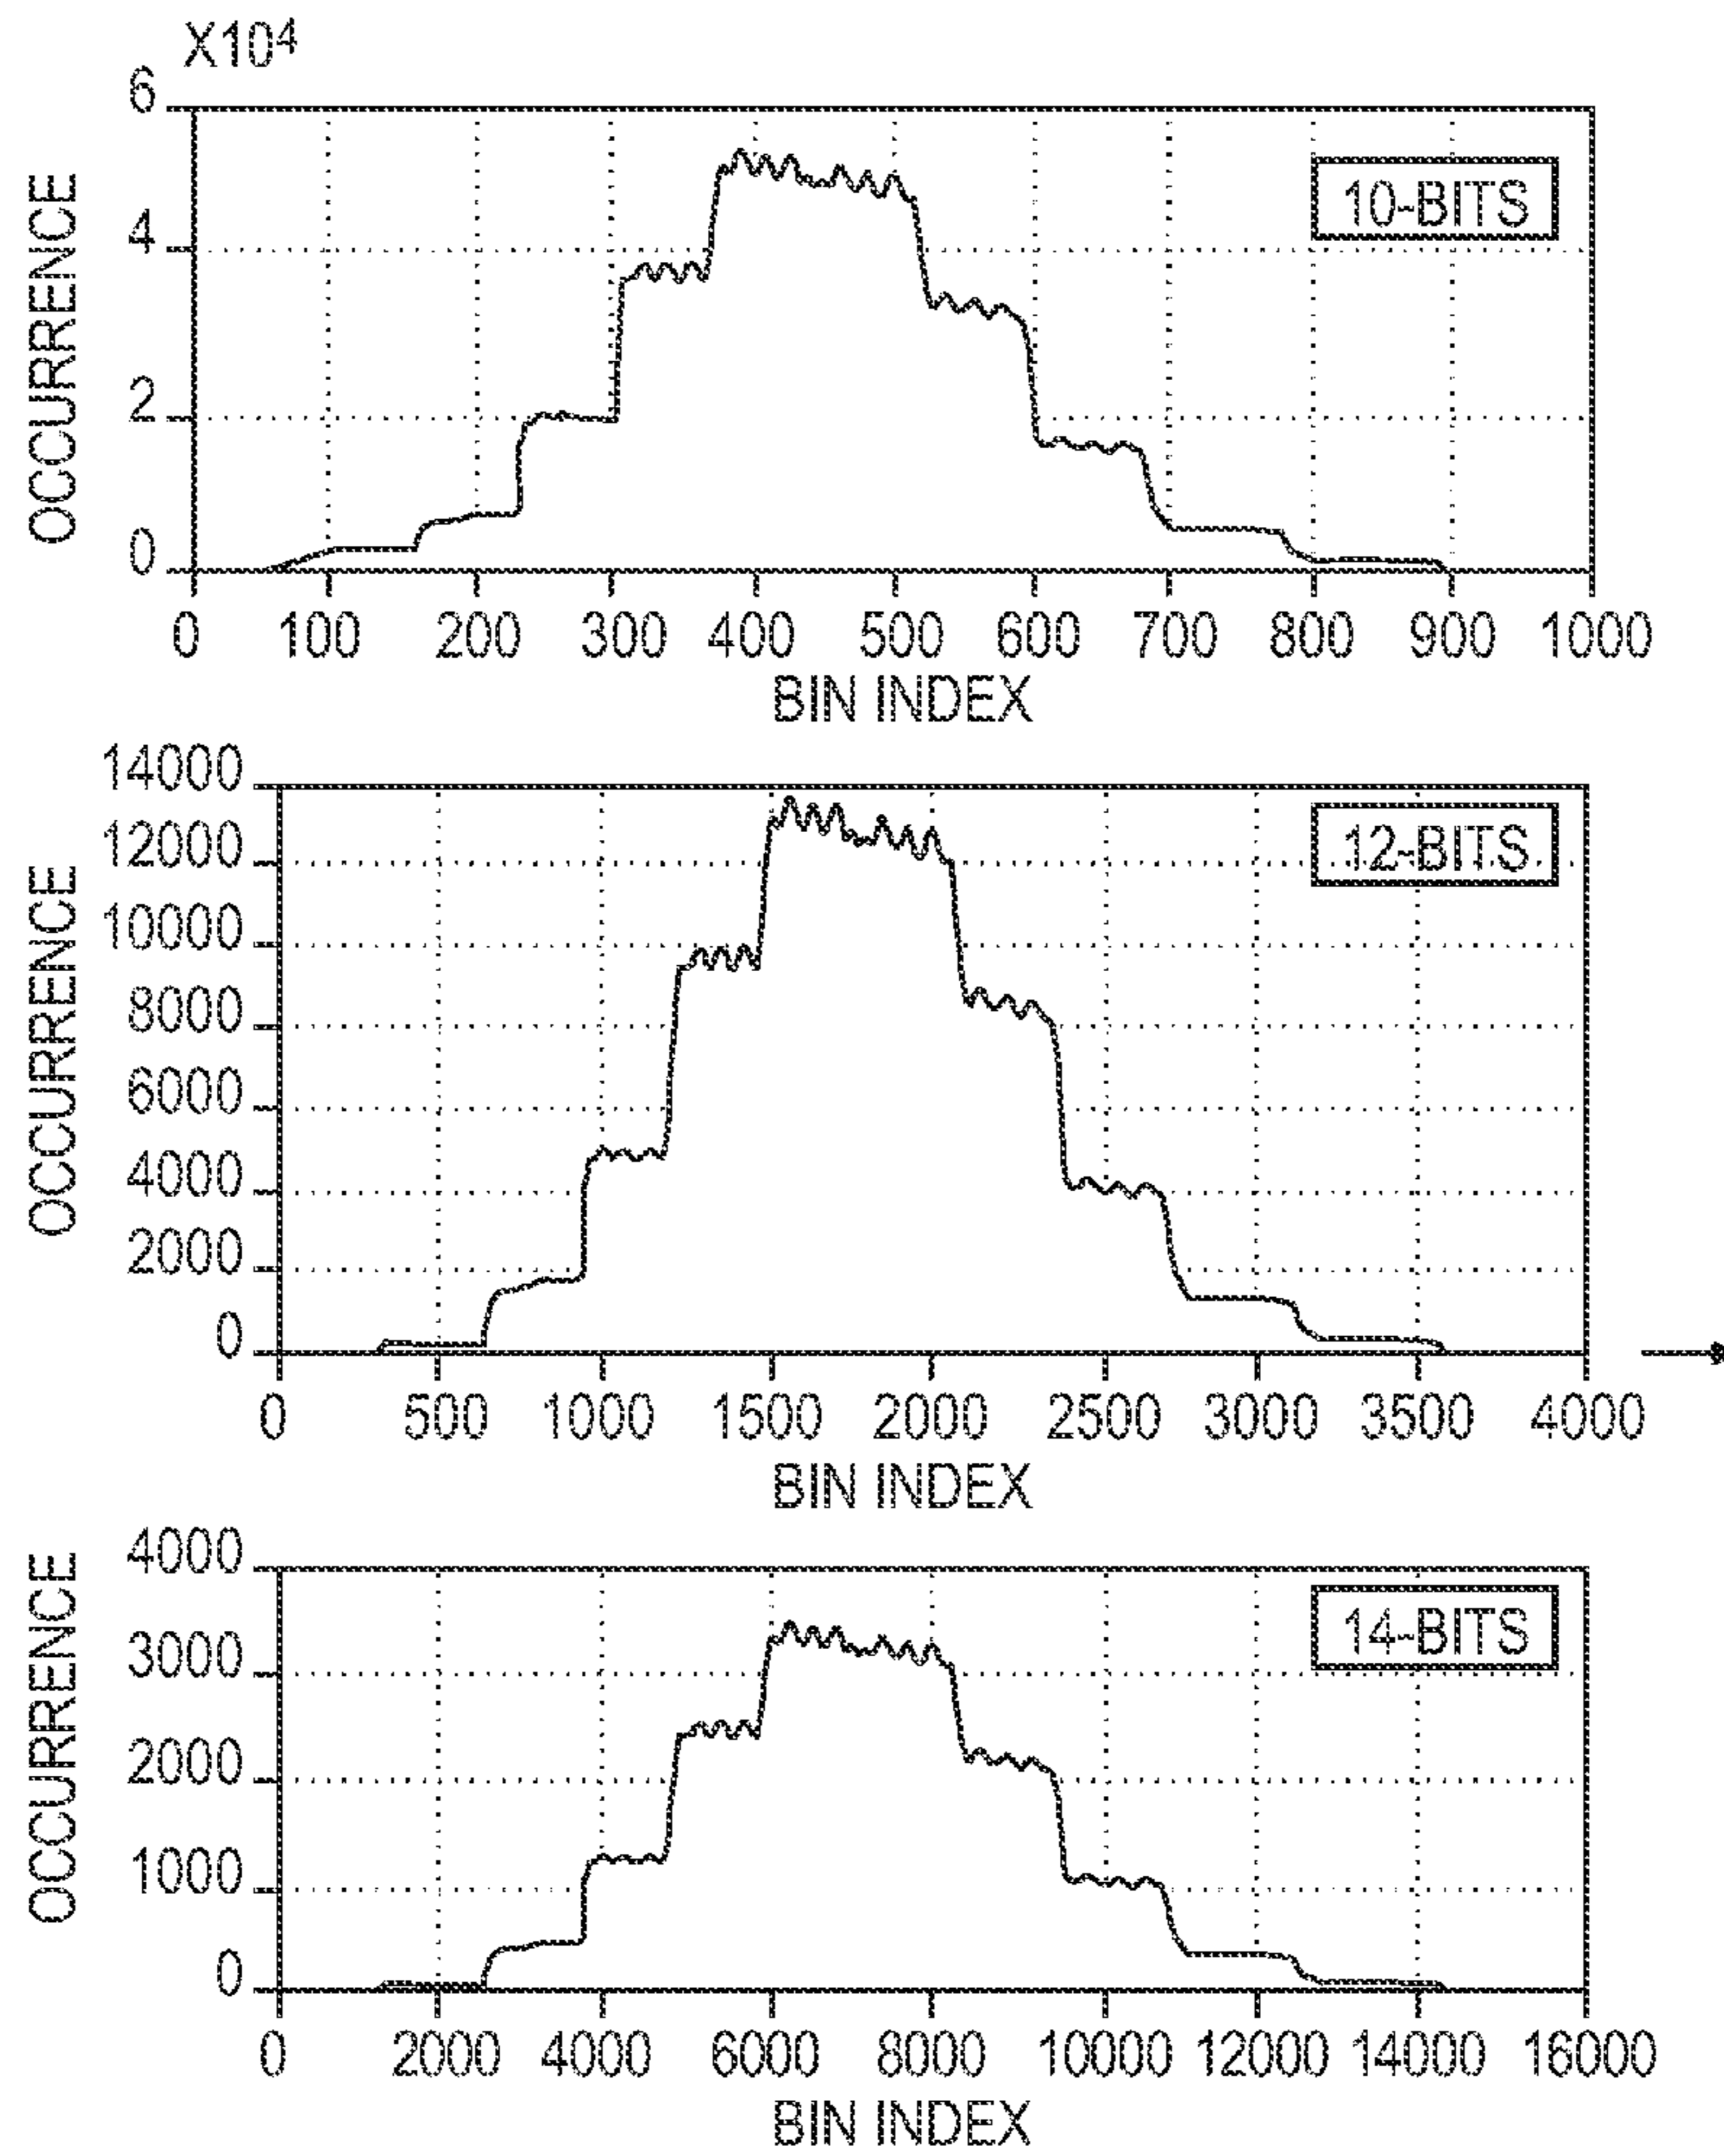 X10⁴
6
4
2
0
OCCURRENCE
10-BITS
0 100 200 300 400 500 600 700 800 900 1000
BIN INDEX
14000
12000
10000
8000
6000
4000
2000
0
OCCURRENCE
12-BITS
0 500 1000 1500 2000 2500 3000 3500 4000
BIN INDEX
4000
3000
2000
1000
0
OCCURRENCE
14-BITS
0 2000 4000 6000 8000 10000 12000 14000 16000
BIN INDEX